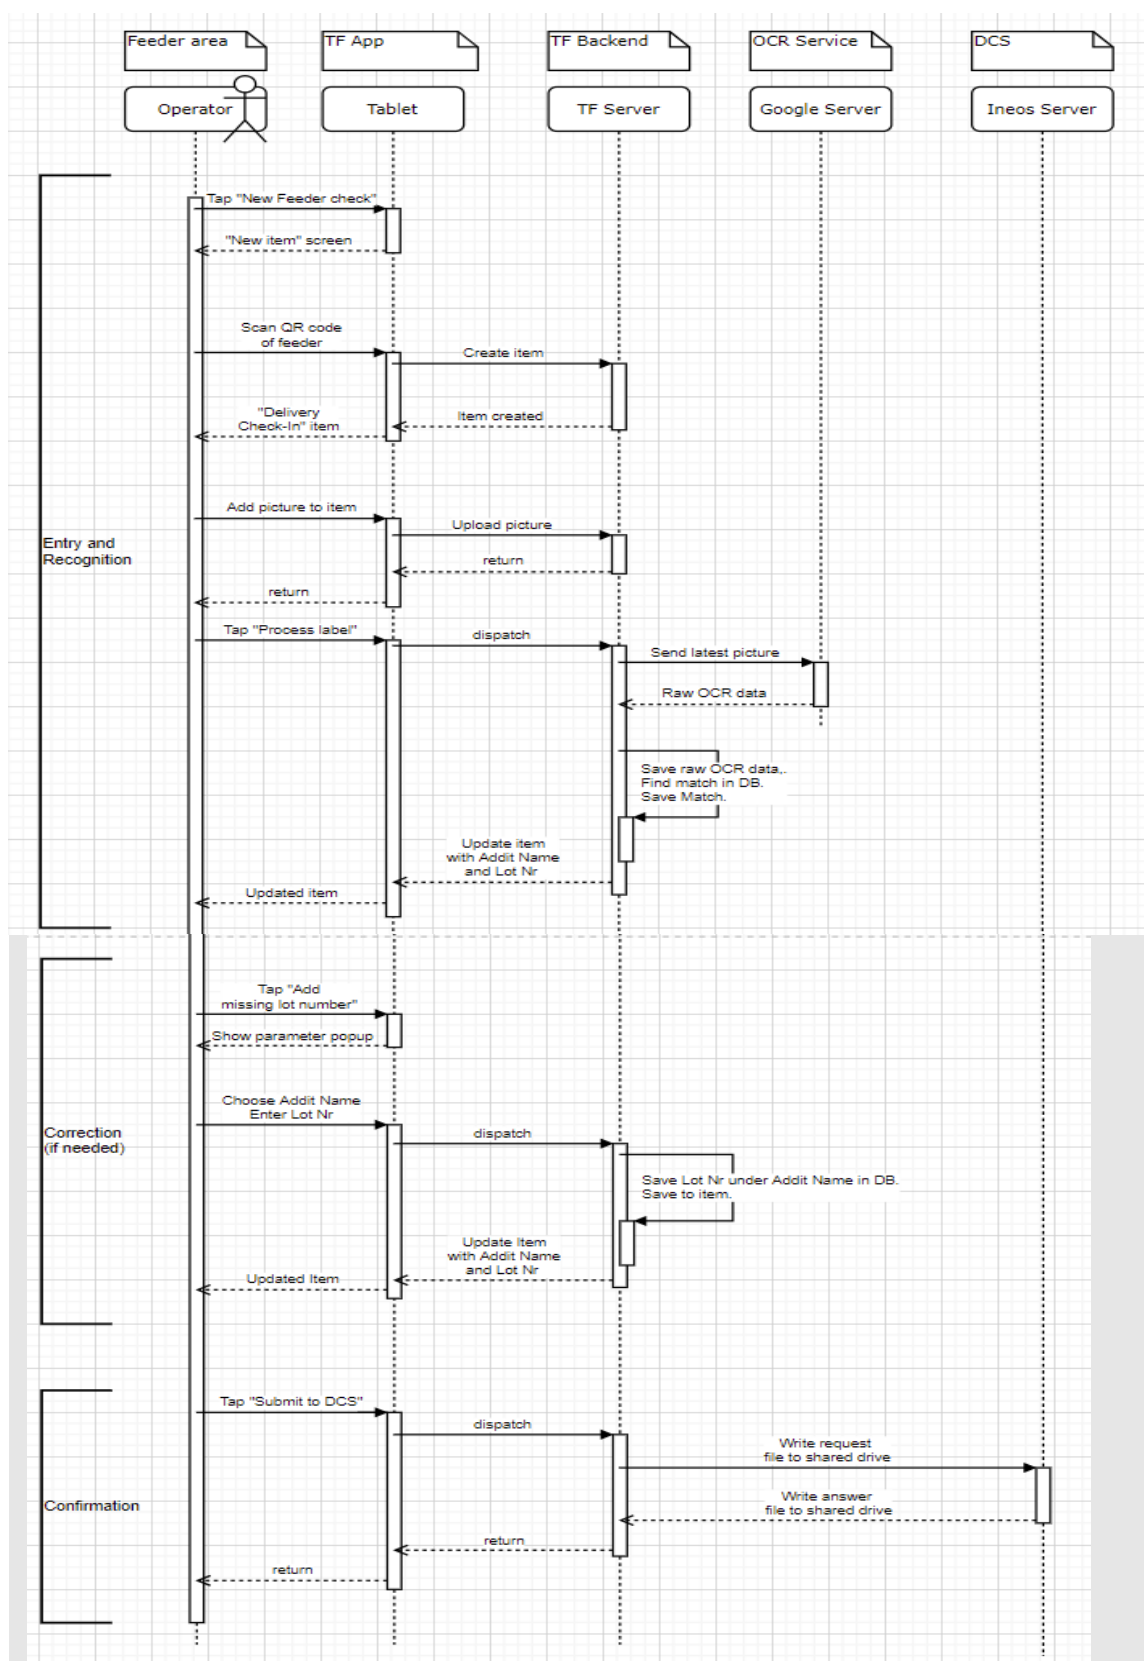 Feeder area
TF App
TF Backend
OCR Service
DCS
Operator
Tablet
TF Server
Google Server
Ineos Server
Tap "New Feeder check"
"New item" screen
Scan QR code
of feeder
Create item
"Delivery
Check-In" item
Item created
Add picture to item
Upload picture
Entry and
Recognition
return
return
Tap "Process label"
dispatch
Send latest picture
Raw OCR data
Save raw OCR data,.
Find match in DB.
Save Match.
Update item
with Addit Name
and Lot Nr
Updated item
Tap "Add
missing lot number"
Show parameter popup
Choose Addit Name
Enter Lot Nr
Correction
(if needed)
dispatch
Save Lot Nr under Addit Name in DB.
Save to item.
Update Item
with Addit Name
and Lot Nr
Updated Item
Tap "Submit to DCS"
dispatch
Write request
file to shared drive
Confirmation
Write answer
file to shared drive
return
return